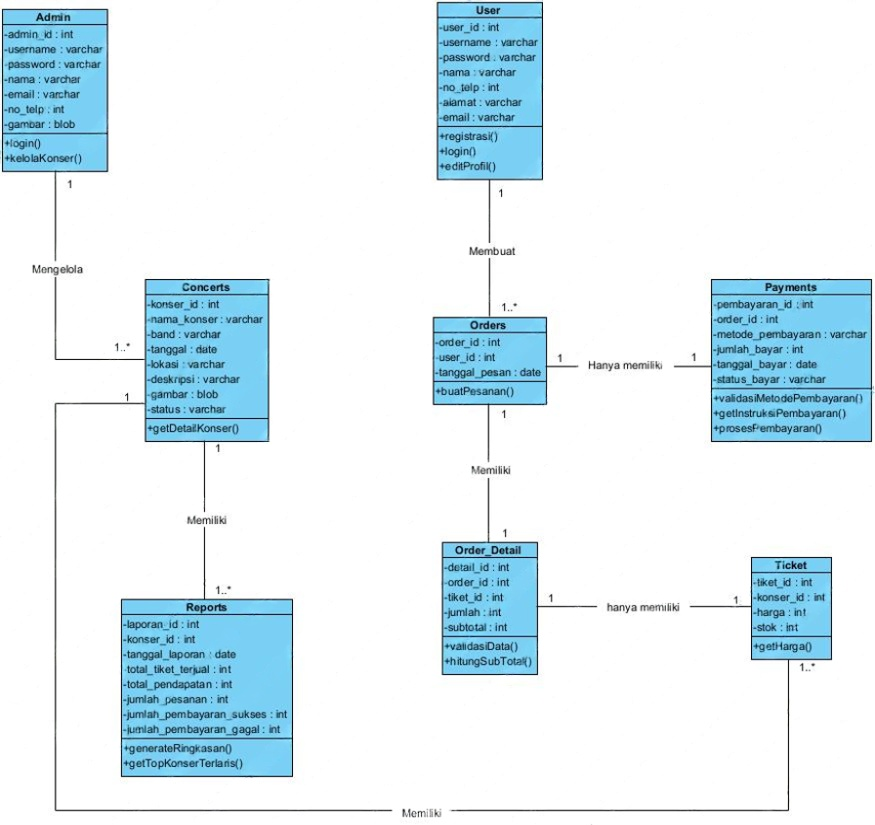 Admin
-admin_id : int
-username : varchar
-password : varchar
-nama : varchar
-email : varchar
-no_telp : int
-gambar : blob
+login()
+kelolaKonser()
1
Mengelola
1..*
User
-user_id : int
-username : varchar
-password : varchar
-nama : varchar
-no_telp : int
-alamat : varchar
-email : varchar
+registrasi()
+login()
+editProfil()
1
Membuat
1..*
Concerts
-konser_id : int
-nama_konser : varchar
-band : varchar
-tanggal : date
-lokasi : varchar
-deskripsi : varchar
-gambar : blob
-status : varchar
+getDetailKonser()
1
1
Memiliki
1..*
Orders
-order_id : int
-user_id : int
-tanggal_pesan : date
+buatPesanan()
1
Hanya memiliki
1
Payments
-pembayaran_id : int
-order_id : int
-metode_pembayaran : varchar
-jumlah_bayar : int
-tanggal_bayar : date
-status_bayar : varchar
+validasiMetodePembayaran()
+getInstruksiPembayaran()
+prosesPembayaran()
1
Memiliki
1
Order_Detail
-detail_id : int
-order_id : int
-tiket_id : int
-jumlah : int
-subtotal : int
+validasiData()
+hitungSubTotal()
1
hanya memiliki
1
Ticket
-tiket_id : int
-konser_id : int
-harga : int
-stok : int
+getHarga()
1..*
Reports
-laporan_id : int
-konser_id : int
-tanggal_laporan : date
-total_tiket_terjual : int
-total_pendapatan : int
-jumlah_pesanan : int
-jumlah_pembayaran_sukses : int
-jumlah_pembayaran_gagal : int
+generateRingkasan()
+getTopKonserTerlaris()
Memiliki